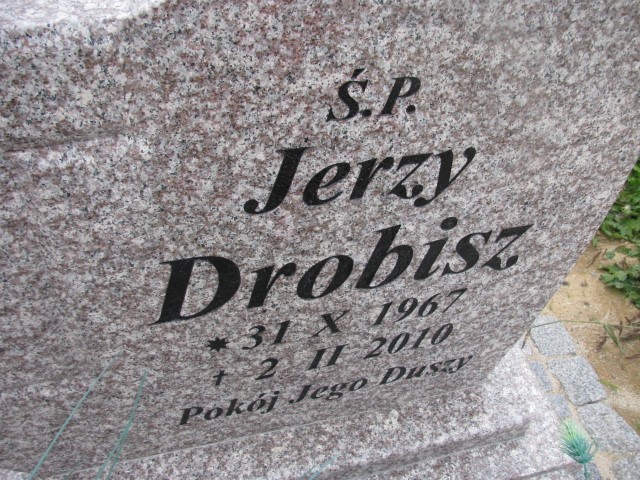 Ś.P.
Jerzy
Drobisz
* 31 X 1967
+ 2 II 2010
Pokój Jego Duszy